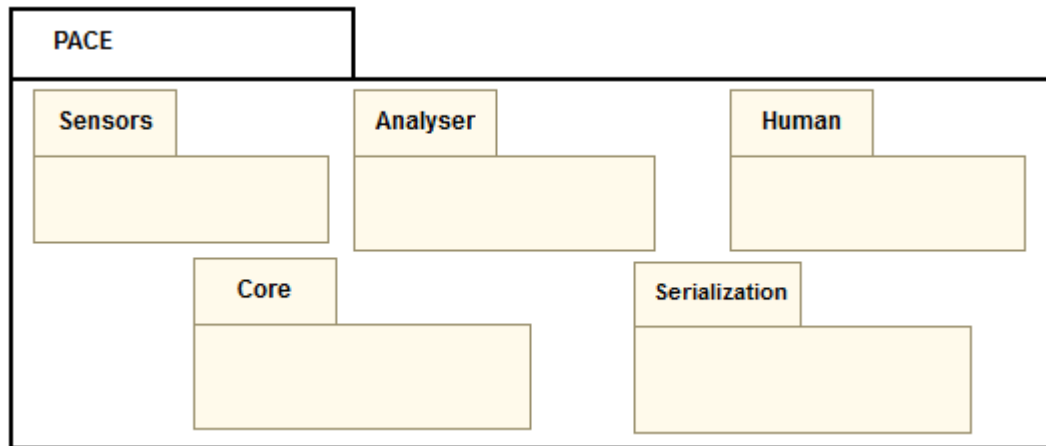 PACE
Sensors
Analyser
Human
Core
Serialization